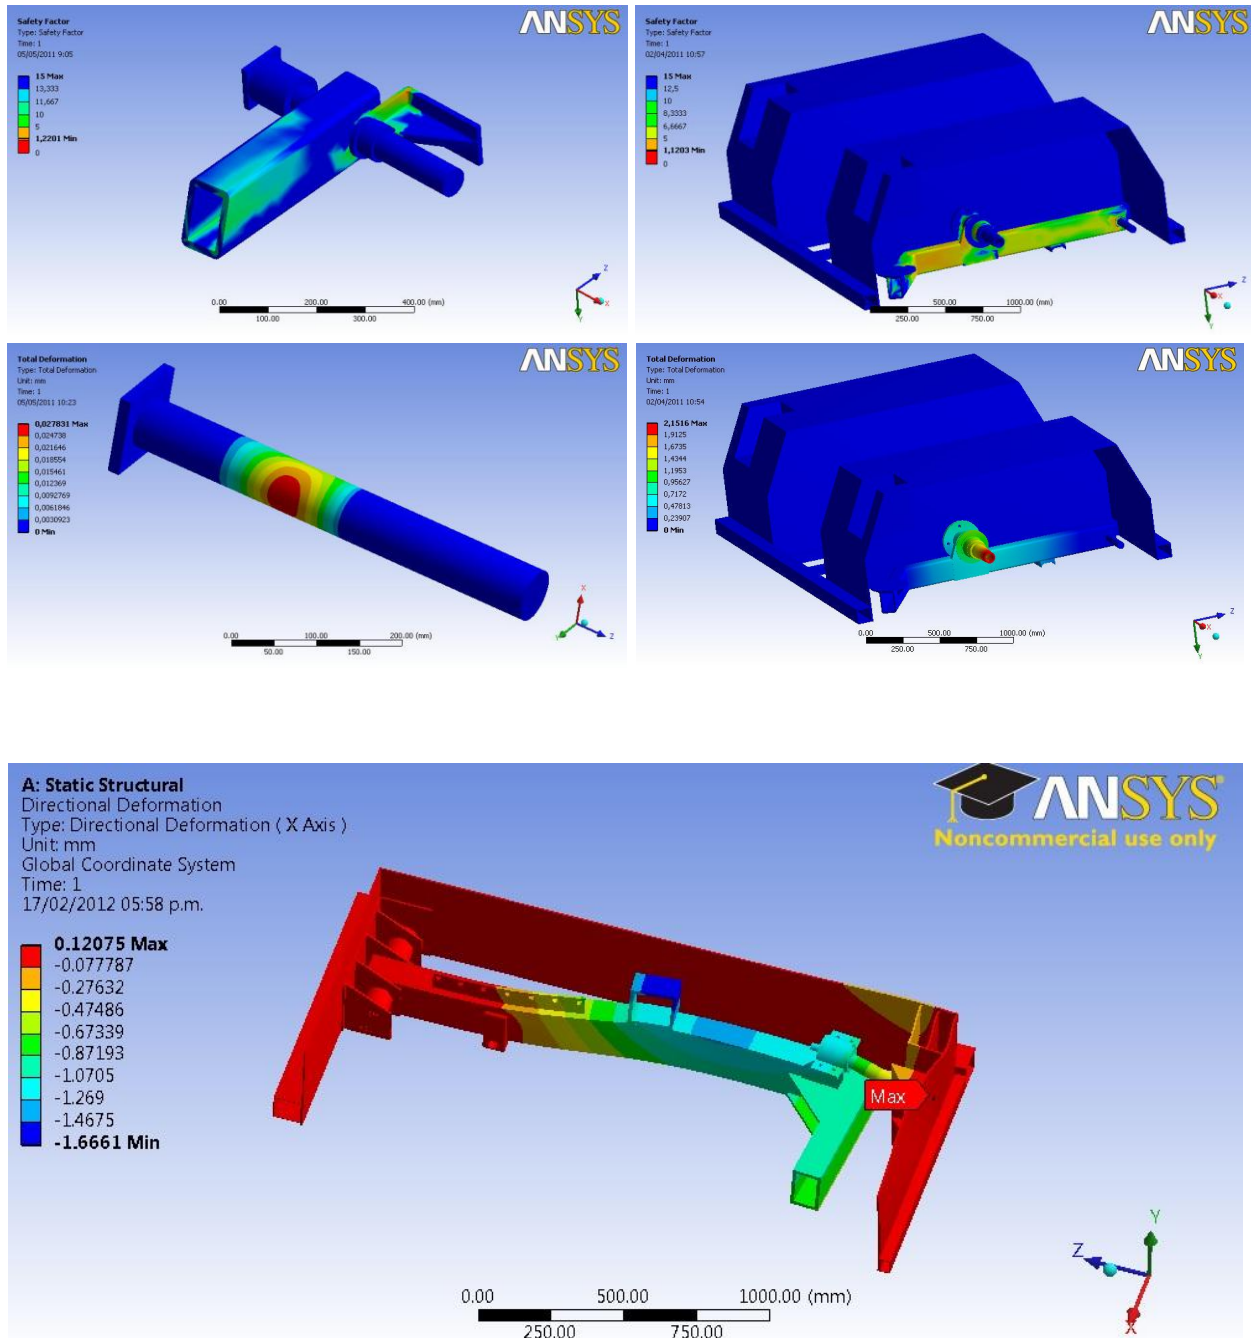 Safety Factor
Type: Safety Factor
Time: 1
05/05/2011 9:05
15 Max
13,333
11,667
10
5
1,2201 Min
0
ANSYS
0.00
200.00
400.00 (mm)
100.00
300.00
Z
X
Y
Safety Factor
Type: Safety Factor
Time: 1
02/04/2011 10:57
15 Max
12,5
10
8,3333
6,6667
5
1,1203 Min
0
ANSYS
0.00
500.00
1000.00 (mm)
250.00
750.00
Z
X
Y
Total Deformation
Type: Total Deformation
Unit: mm
Time: 1
05/05/2011 10:23
0,027831 Max
0,024738
0,021646
0,018554
0,015461
0,012369
0,0092769
0,0061846
0,0030923
0 Min
ANSYS
0.00
100.00
200.00 (mm)
50.00
150.00
X
Y
Z
Total Deformation
Type: Total Deformation
Unit: mm
Time: 1
02/04/2011 10:54
2,1516 Max
1,9125
1,6735
1,4344
1,1953
0,95627
0,7172
0,47813
0,23907
0 Min
ANSYS
0.00
500.00
1000.00 (mm)
250.00
750.00
Z
X
Y
A: Static Structural
Directional Deformation
Type: Directional Deformation ( X Axis )
Unit: mm
Global Coordinate System
Time: 1
17/02/2012 05:58 p.m.
0.12075 Max
-0.077787
-0.27632
-0.47486
-0.67339
-0.87193
-1.0705
-1.269
-1.4675
-1.6661 Min
ANSYS
Noncommercial use only
Max
0.00
500.00
1000.00 (mm)
250.00
750.00
Y
Z
X